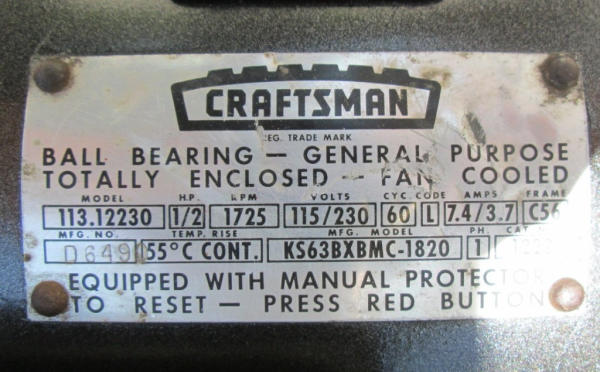 CRAFTSMAN
REG. TRADE MARK
BALL BEARING — GENERAL PURPOSE
TOTALLY ENCLOSED — FAN COOLED
MODEL H.P. RPM VOLTS CYC. CODE AMPS FRAME
113.12230 1/2 1725 115/230 60 L 7.4/3.7 C56
MFG. NO. TEMP. RISE MFG. MODEL PH. CAT.
55°C CONT. KS63BXBMC-1820 1
EQUIPPED WITH MANUAL PROTECTOR
TO RESET — PRESS RED BUTTON